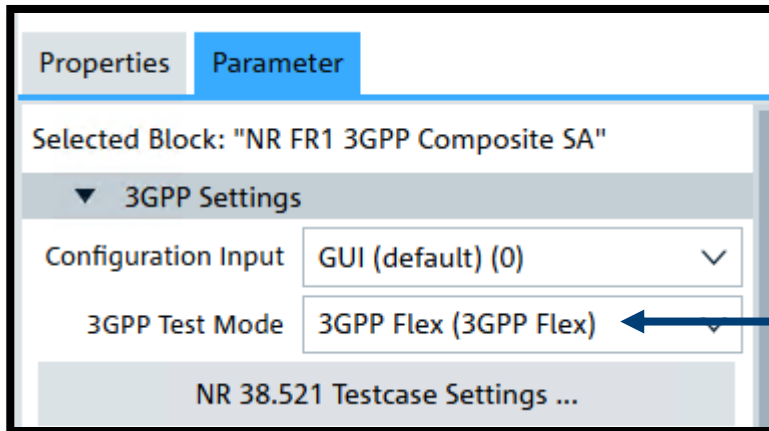 Properties Parameter
Selected Block: "NR FR1 3GPP Composite SA"
3GPP Settings
Configuration Input GUI (default) (0)
3GPP Test Mode 3GPP Flex (3GPP Flex)
NR 38.521 Testcase Settings ...